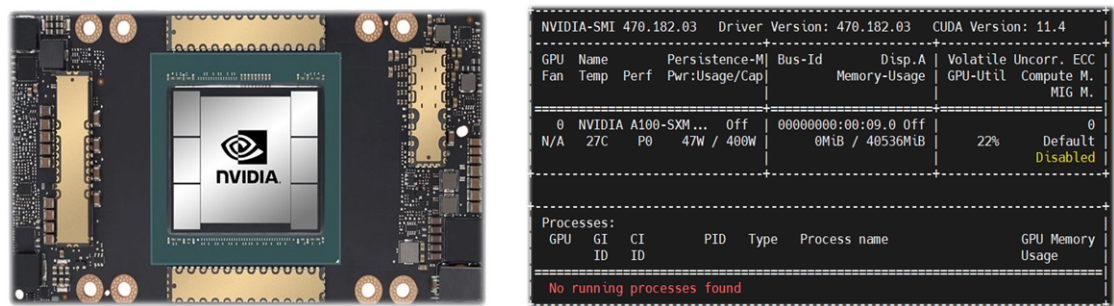 NVIDIA
NVIDIA-SMI 470.182.03 Driver Version: 470.182.03 CUDA Version: 11.4
GPU Name Persistence-M| Bus-Id Disp.A | Volatile Uncorr. ECC
Fan Temp Perf Pwr:Usage/Cap| Memory-Usage | GPU-Util Compute M.
MIG M.
0 NVIDIA A100-SXM... Off | 00000000:00:09.0 Off | 0
N/A 27C P0 47W / 400W | 0MiB / 40536MiB | 22% Default
Disabled
Processes:
GPU GI CI PID Type Process name GPU Memory
ID ID Usage
No running processes found